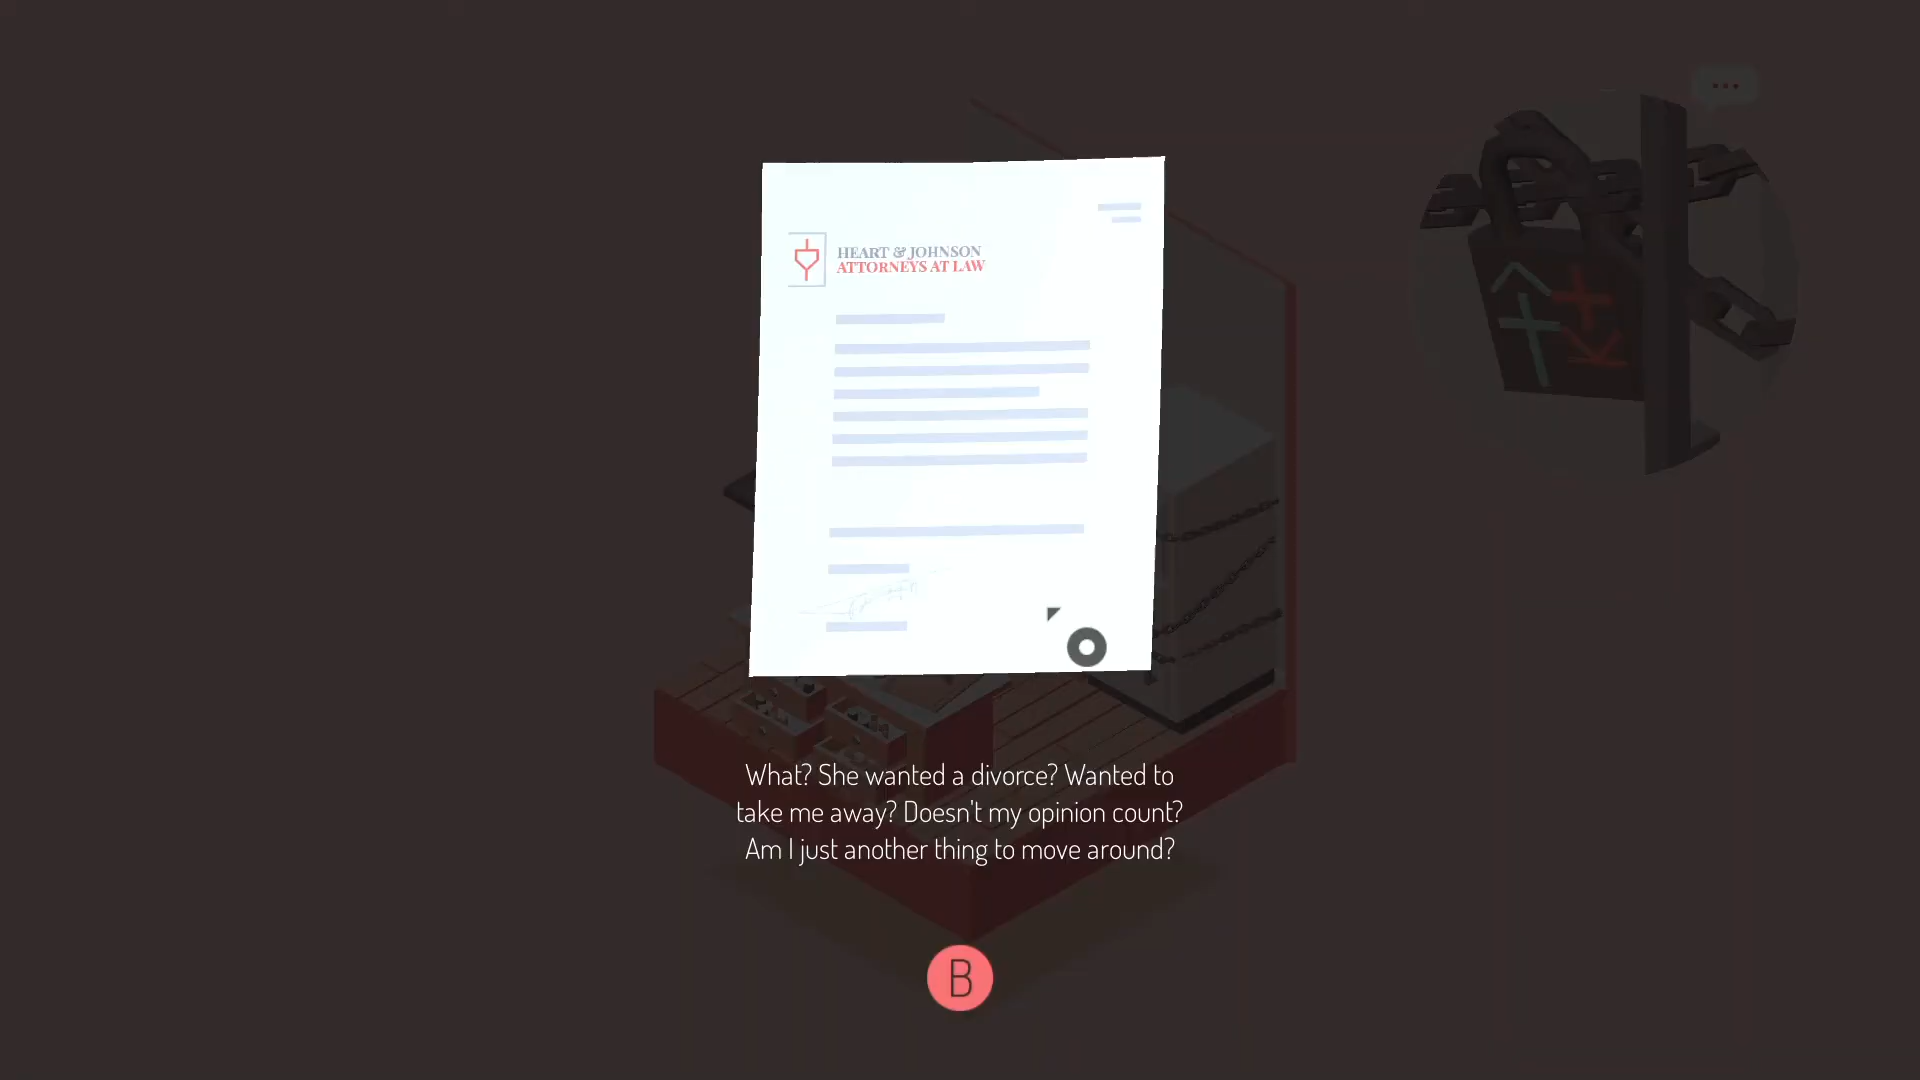 HEART & JOHNSON
ATTORNEYS AT LAW
What? She wanted a divorce? Wanted to
take me away? Doesn't my opinion count?
Am I just another thing to move around?
B